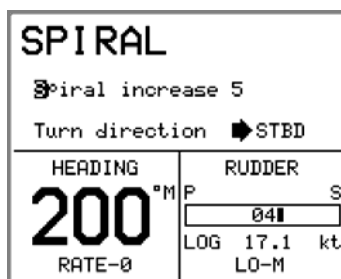 SPIRAL
Spiral increase 5
Turn direction ➡STBD
HEADING
200°M
RATE-0
RUDDER
P S
04
LOG 17.1 kt
LO-M